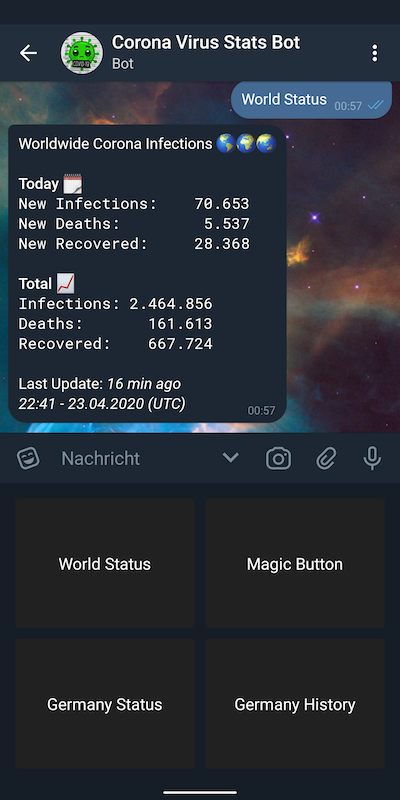 Corona Virus Stats Bot
Bot
World Status 00:57
Worldwide Corona Infections 🌎🌍🌏
Today 🗓️
New Infections: 70.653
New Deaths: 5.537
New Recovered: 28.368
Total 📈
Infections: 2.464.856
Deaths: 161.613
Recovered: 667.724
Last Update: 16 min ago
22:41 - 23.04.2020 (UTC)
00:57
Nachricht
World Status
Magic Button
Germany Status
Germany History